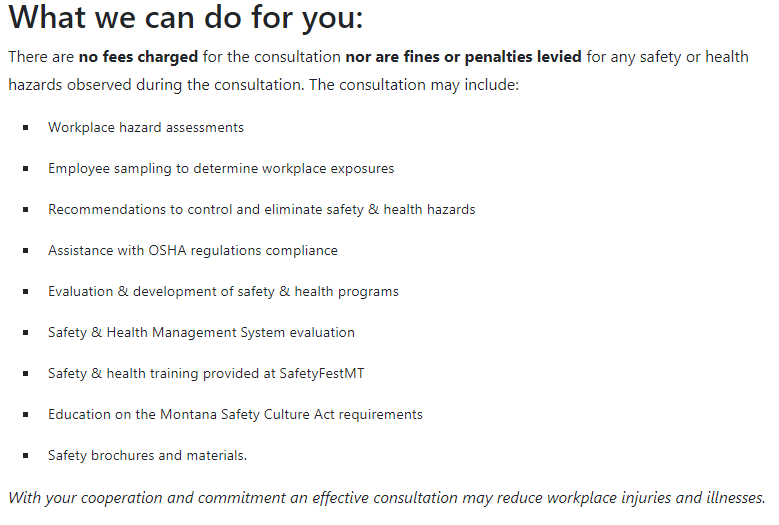 What we can do for you:
There are no fees charged for the consultation nor are fines or penalties levied for any safety or health
hazards observed during the consultation. The consultation may include:
Workplace hazard assessments
Employee sampling to determine workplace exposures
Recommendations to control and eliminate safety & health hazards
Assistance with OSHA regulations compliance
Evaluation & development of safety & health programs
Safety & Health Management System evaluation
Safety & health training provided at SafetyFestMT
Education on the Montana Safety Culture Act requirements
Safety brochures and materials.
With your cooperation and commitment an effective consultation may reduce workplace injuries and illnesses.